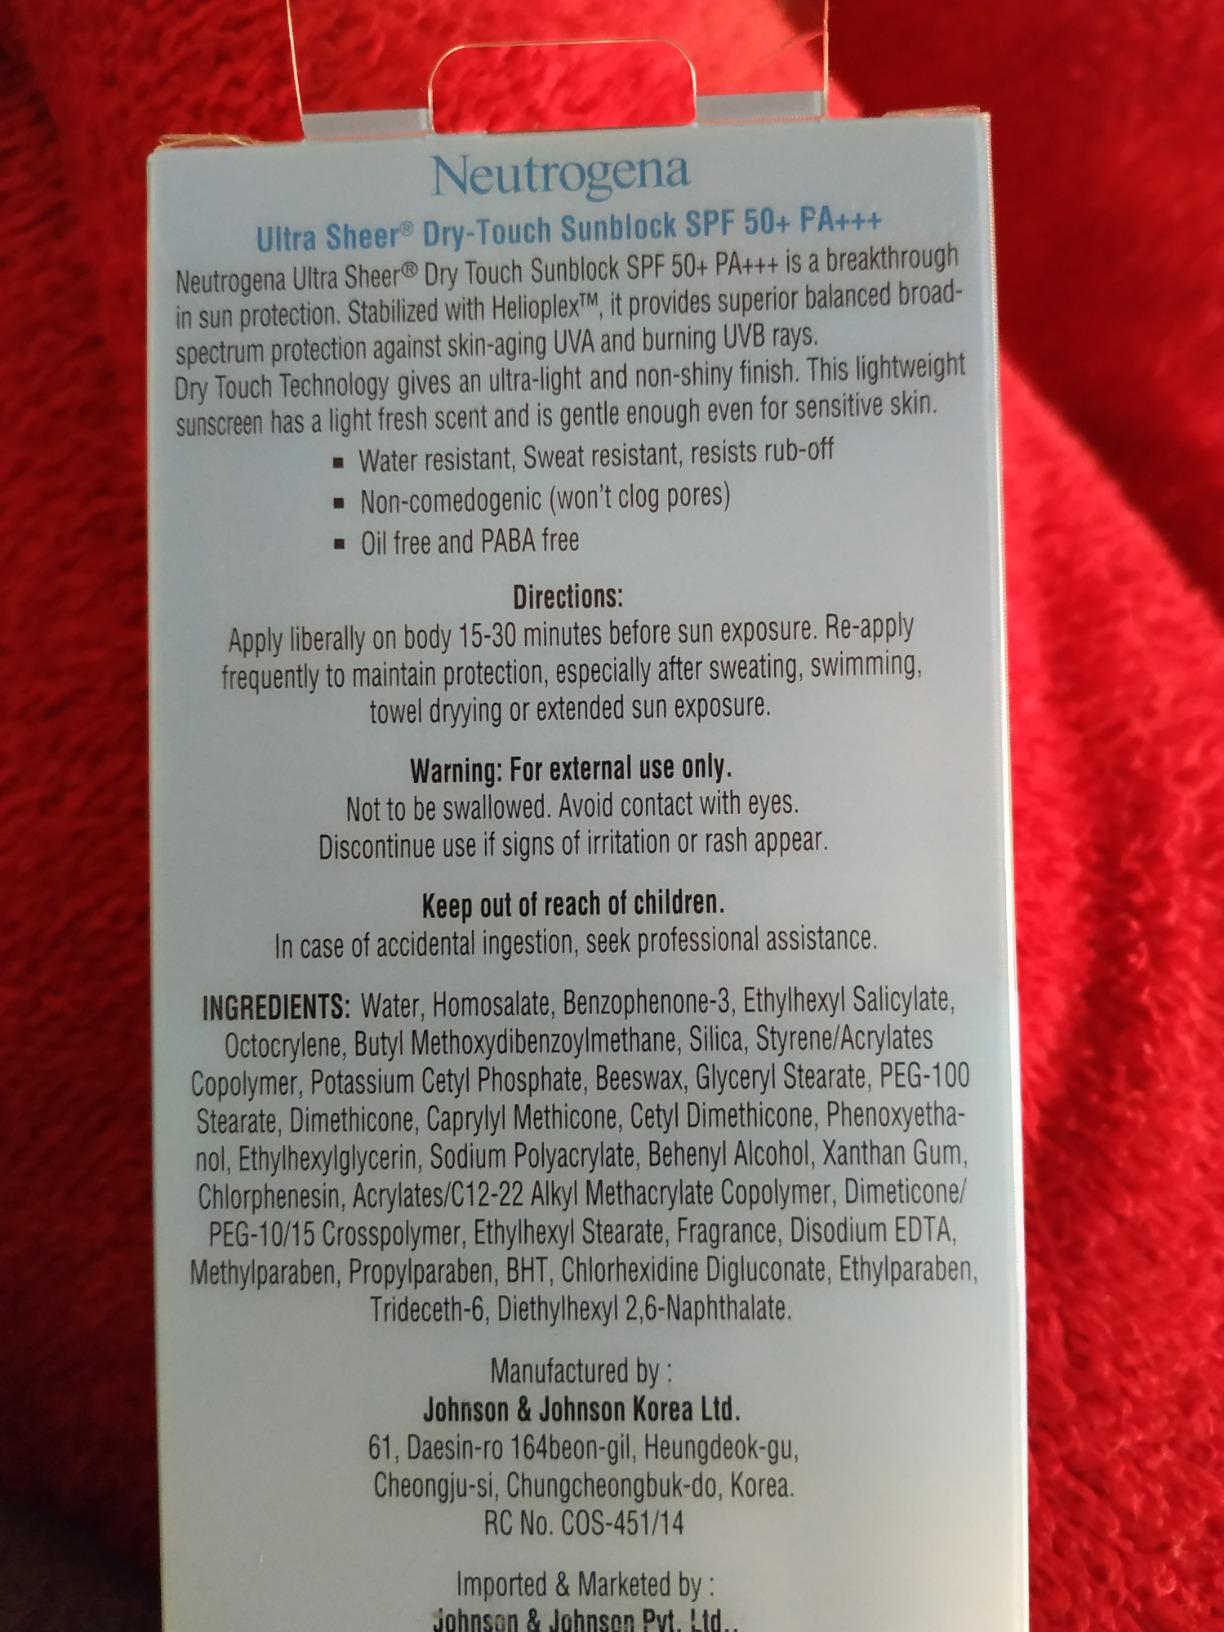 Neutrogena
Ultra Sheer® Dry-Touch Sunblock SPF 50+ PA+++
Neutrogena Ultra Sheer® Dry Touch Sunblock SPF 50+ PA+++ is a breakthrough
in sun protection. Stabilized with Helioplex™, it provides superior balanced broad-
spectrum protection against skin-aging UVA and burning UVB rays.
Dry Touch Technology gives an ultra-light and non-shiny finish. This lightweight
sunscreen has a light fresh scent and is gentle enough even for sensitive skin.
▪ Water resistant, Sweat resistant, resists rub-off
▪ Non-comedogenic (won't clog pores)
▪ Oil free and PABA free
Directions:
Apply liberally on body 15-30 minutes before sun exposure. Re-apply
frequently to maintain protection, especially after sweating, swimming,
towel dryying or extended sun exposure.
Warning: For external use only.
Not to be swallowed. Avoid contact with eyes.
Discontinue use if signs of irritation or rash appear.
Keep out of reach of children.
In case of accidental ingestion, seek professional assistance.
INGREDIENTS: Water, Homosalate, Benzophenone-3, Ethylhexyl Salicylate,
Octocrylene, Butyl Methoxydibenzoylmethane, Silica, Styrene/Acrylates
Copolymer, Potassium Cetyl Phosphate, Beeswax, Glyceryl Stearate, PEG-100
Stearate, Dimethicone, Caprylyl Methicone, Cetyl Dimethicone, Phenoxyetha-
nol, Ethylhexylglycerin, Sodium Polyacrylate, Behenyl Alcohol, Xanthan Gum,
Chlorphenesin, Acrylates/C12-22 Alkyl Methacrylate Copolymer, Dimeticone/
PEG-10/15 Crosspolymer, Ethylhexyl Stearate, Fragrance, Disodium EDTA,
Methylparaben, Propylparaben, BHT, Chlorhexidine Digluconate, Ethylparaben,
Trideceth-6, Diethylhexyl 2,6-Naphthalate.
Manufactured by :
Johnson & Johnson Korea Ltd.
61, Daesin-ro 164beon-gil, Heungdeok-gu,
Cheongju-si, Chungcheongbuk-do, Korea.
RC No. COS-451/14
Imported & Marketed by :
Johnson & Johnson Pvt. Ltd.,